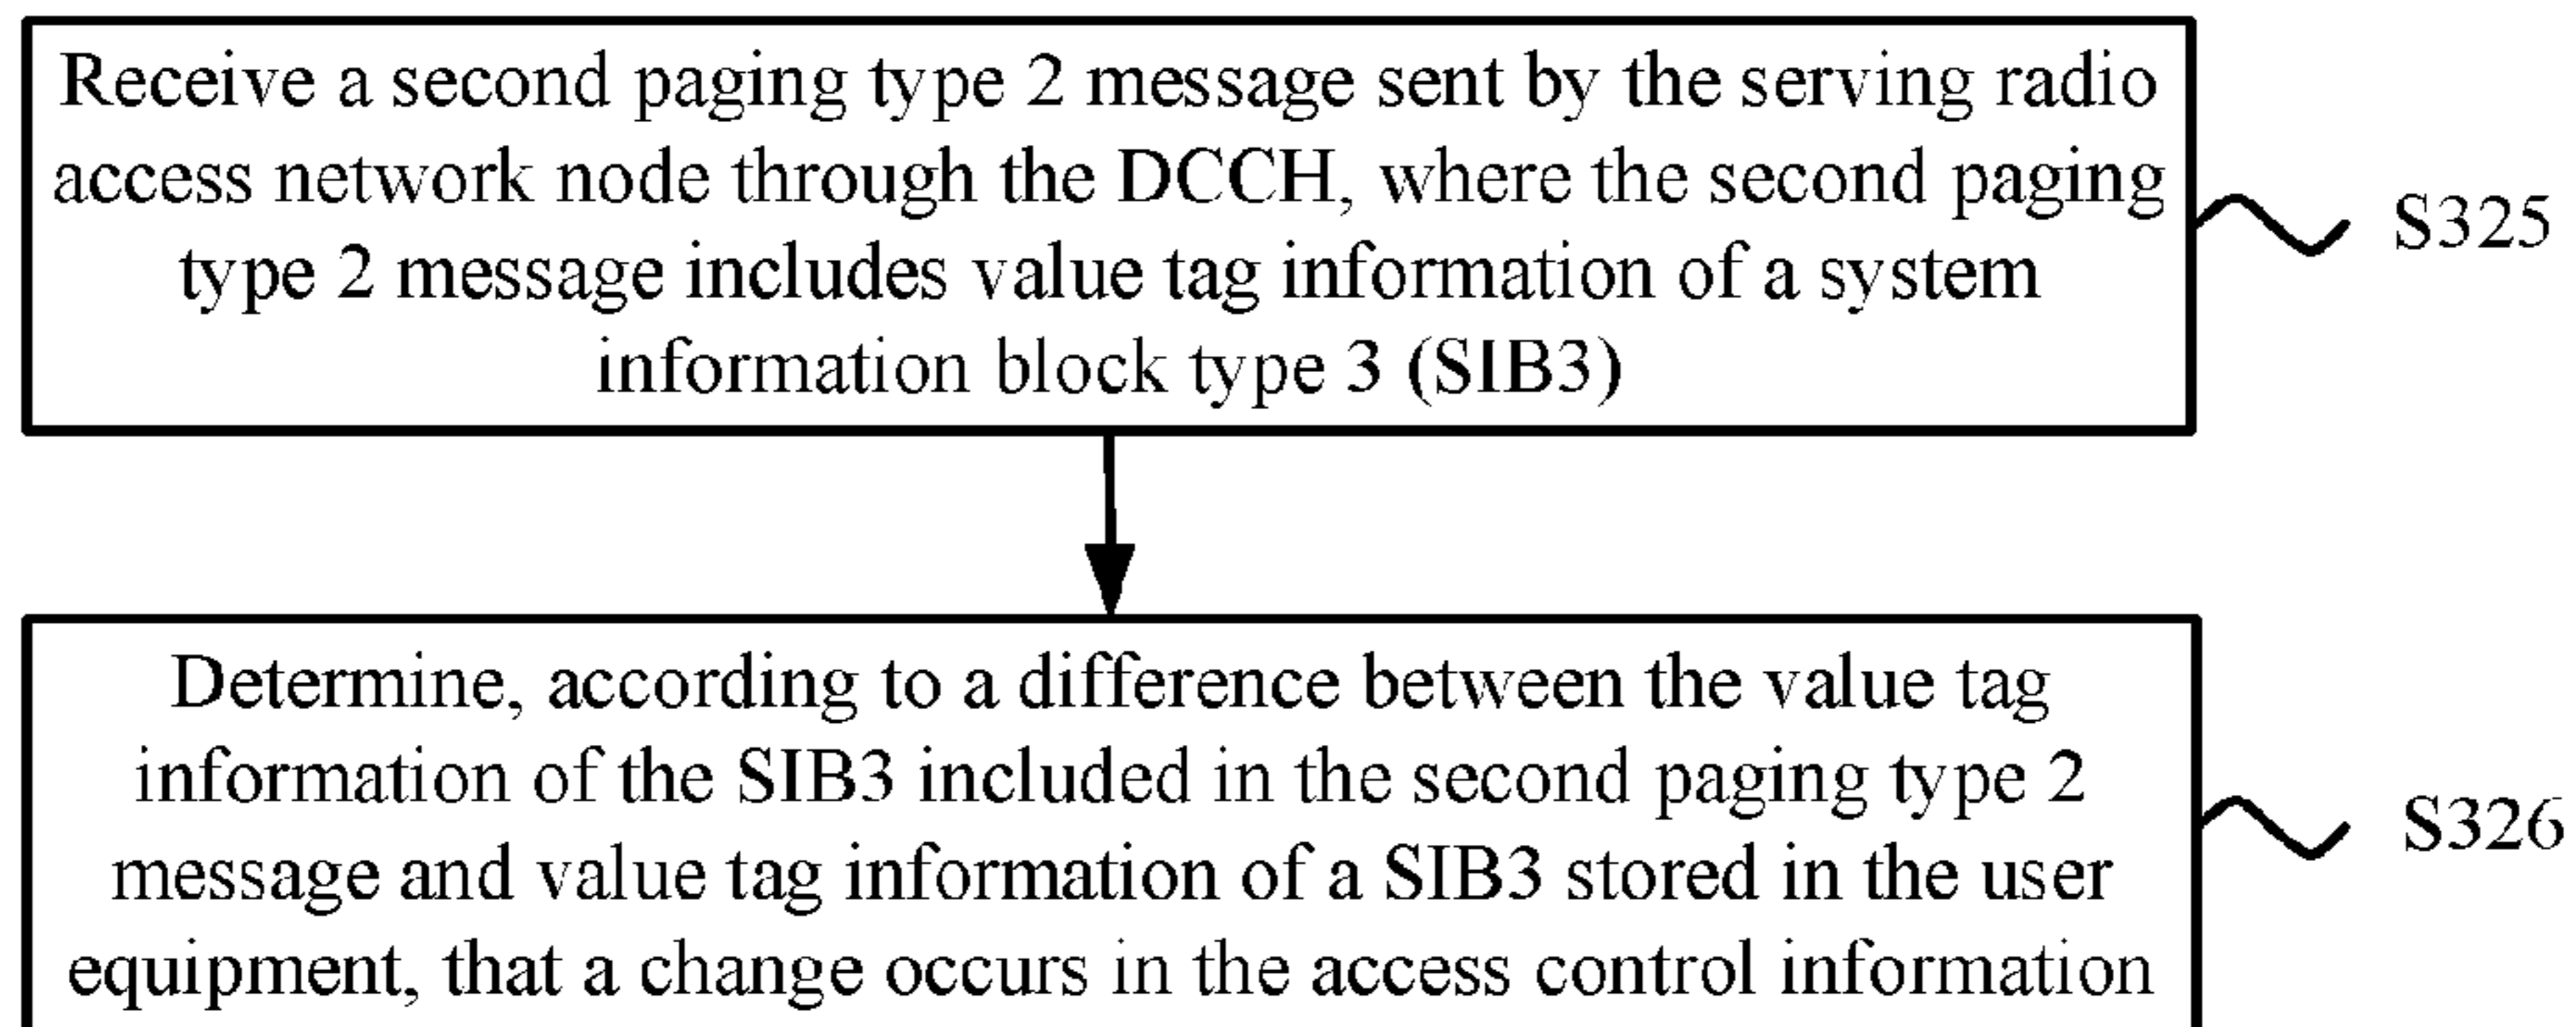 Receive a second paging type 2 message sent by the serving radio
access network node through the DCCH, where the second paging
type 2 message includes value tag information of a system
information block type 3 (SIB3)
S325
Determine, according to a difference between the value tag
information of the SIB3 included in the second paging type 2
message and value tag information of a SIB3 stored in the user
equipment, that a change occurs in the access control information
S326